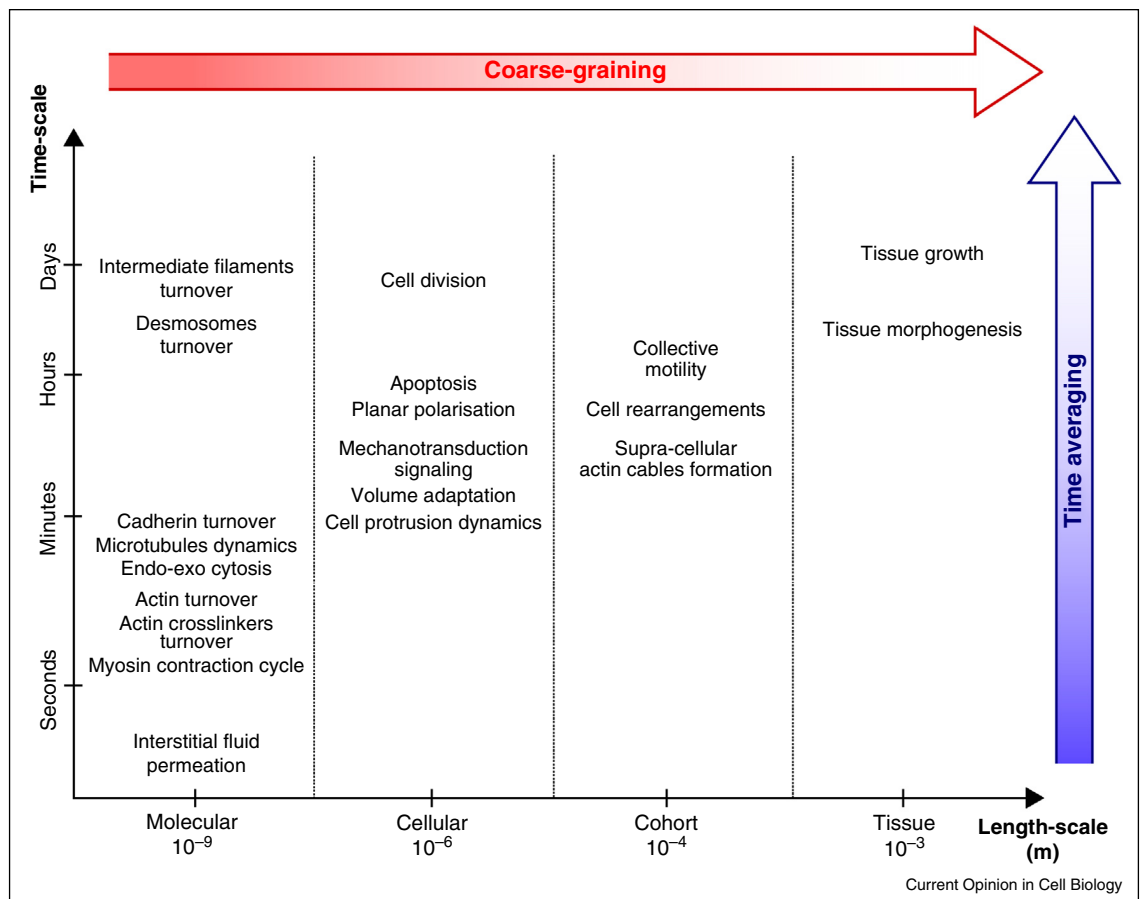 Coarse-graining
Time-scale
Days
Hours
Minutes
Seconds
Intermediate filaments
turnover
Desmosomes
turnover
Cadherin turnover
Microtubules dynamics
Endo-exo cytosis
Actin turnover
Actin crosslinkers
turnover
Myosin contraction cycle
Interstitial fluid
permeation
Cell division
Apoptosis
Planar polarisation
Mechanotransduction
signaling
Volume adaptation
Cell protrusion dynamics
Collective
motility
Cell rearrangements
Supra-cellular
actin cables formation
Tissue growth
Tissue morphogenesis
Time averaging
Molecular
10⁻⁹
Cellular
10⁻⁶
Cohort
10⁻⁴
Tissue
10⁻³
Length-scale
(m)
Current Opinion in Cell Biology